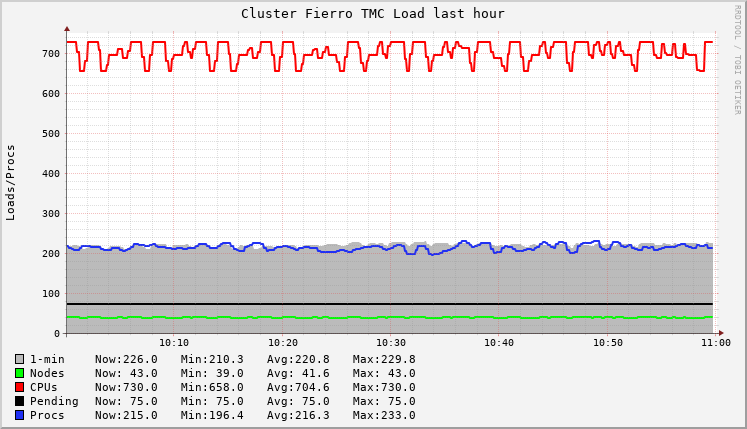 Cluster Fierro TMC Load last hour
RRDTOOL / TOBI OETIKER
Loads/Procs
700
600
500
400
300
200
100
0
10:10 10:20 10:30 10:40 10:50 11:00
1-min Now:226.0 Min:210.3 Avg:220.8 Max:229.8
Nodes Now: 43.0 Min: 39.0 Avg: 41.6 Max: 43.0
CPUs Now:730.0 Min:658.0 Avg:704.6 Max:730.0
Pending Now: 75.0 Min: 75.0 Avg: 75.0 Max: 75.0
Procs Now:215.0 Min:196.4 Avg:216.3 Max:233.0